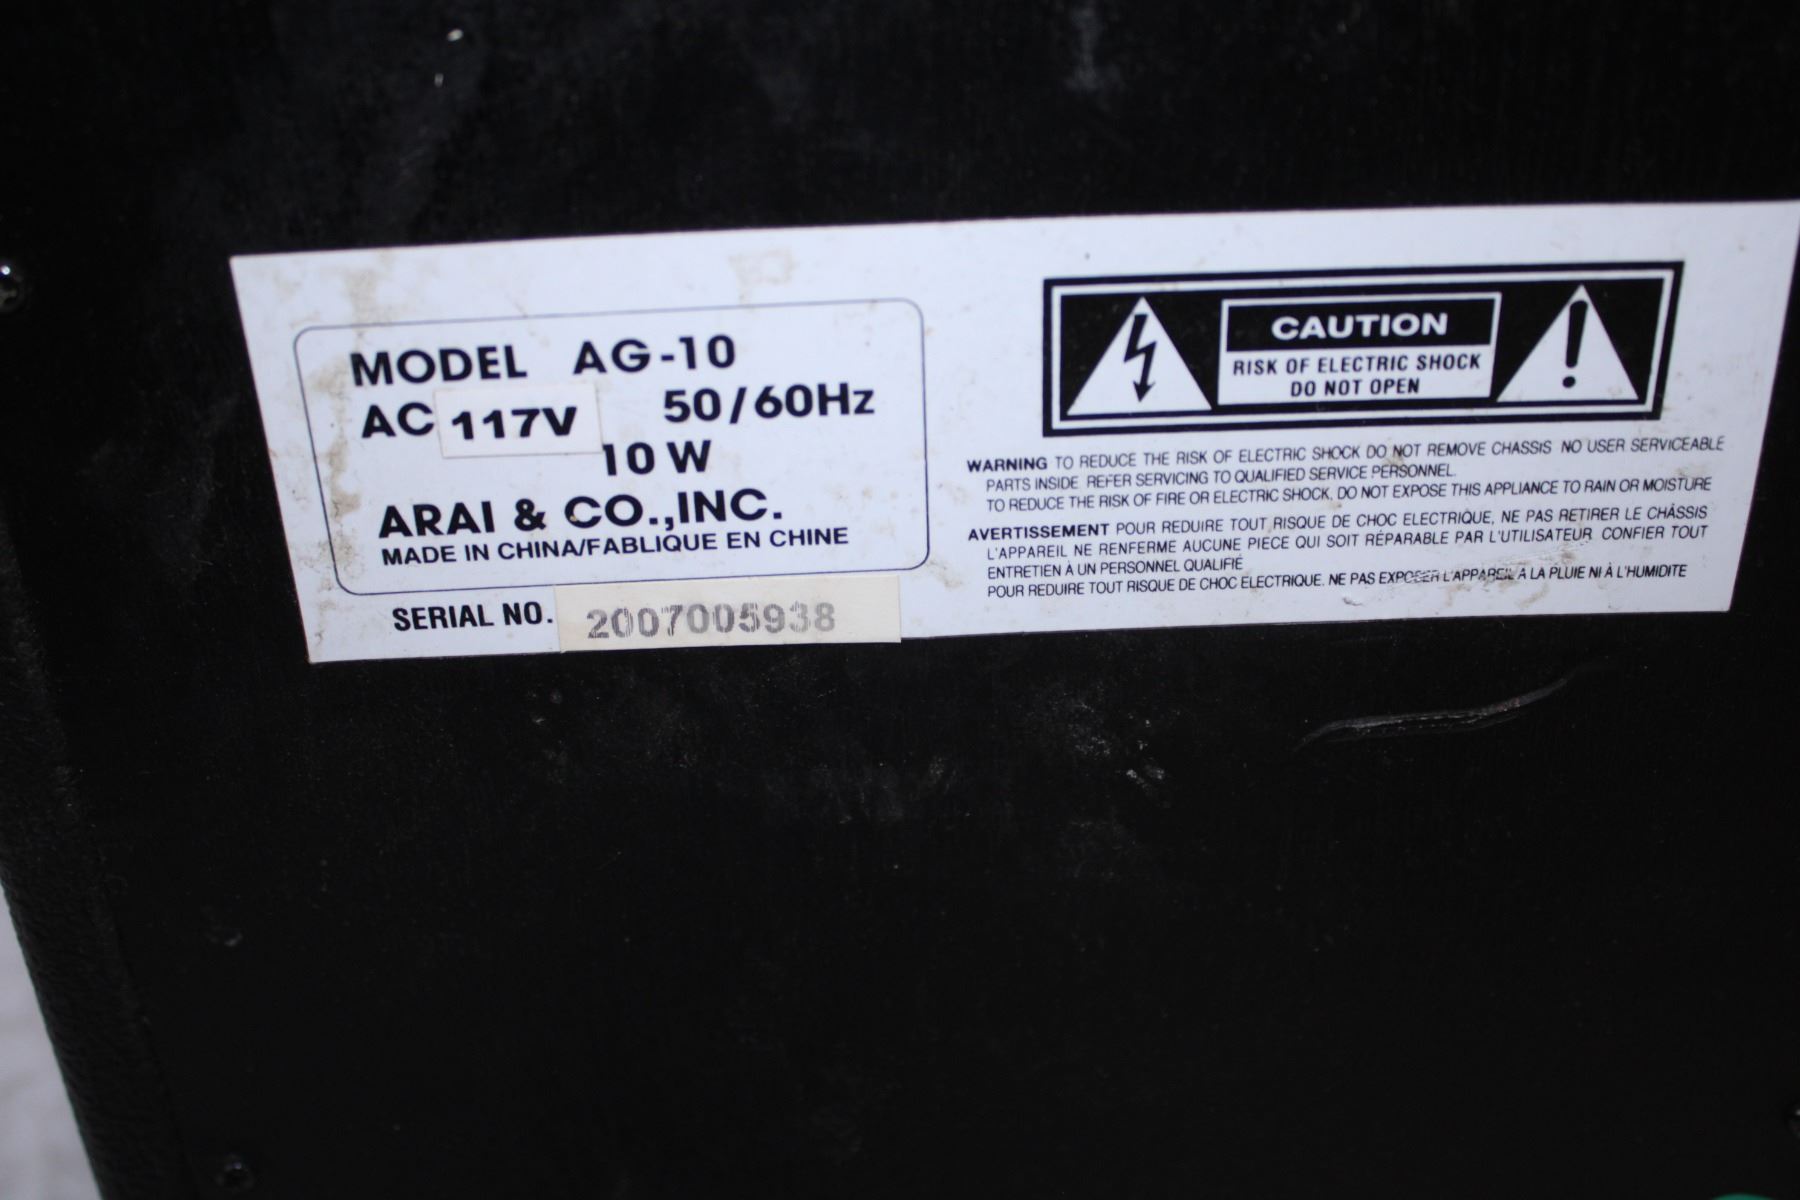 MODEL AG-10
AC 117V 50/60Hz
10 W
ARAI & CO.,INC.
MADE IN CHINA/FABLIQUE EN CHINE
SERIAL NO. 2007005938
CAUTION
RISK OF ELECTRIC SHOCK
DO NOT OPEN
WARNING TO REDUCE THE RISK OF ELECTRIC SHOCK DO NOT REMOVE CHASSIS NO USER SERVICEABLE
PARTS INSIDE REFER SERVICING TO QUALIFIED SERVICE PERSONNEL.
TO REDUCE THE RISK OF FIRE OR ELECTRIC SHOCK, DO NOT EXPOSE THIS APPLIANCE TO RAIN OR MOISTURE
AVERTISSEMENT POUR REDUIRE TOUT RISQUE DE CHOC ELECTRIQUE, NE PAS RETIRER LE CHÂSSIS
L'APPAREIL NE RENFERME AUCUNE PIECE QUI SOIT RÉPARABLE PAR L'UTILISATEUR CONFIER TOUT
ENTRETIEN À UN PERSONNEL QUALIFIÉ
POUR REDUIRE TOUT RISQUE DE CHOC ELECTRIQUE. NE PAS EXPOSER L'APPAREIL A LA PLUIE NI À L'HUMIDITE